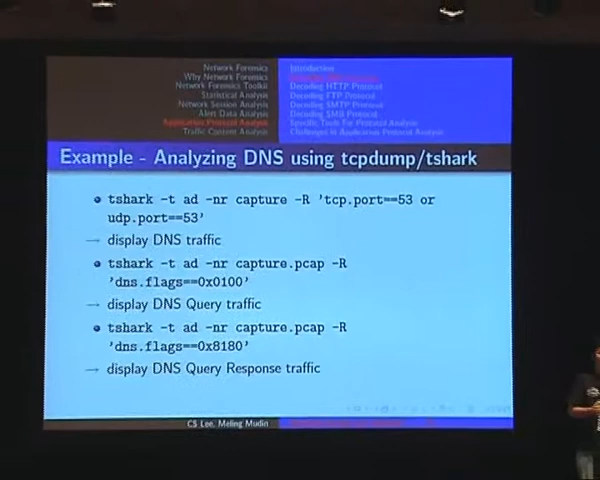 Network Forensics
Why Network Forensics
Network Forensics Toolkit
Statistical Analysis
Network Session Analysis
Alert Data Analysis
Application Protocol Analysis
Traffic Content Analysis
Introduction
Decoding HTTP Protocol
Decoding FTP Protocol
Decoding SMTP Protocol
Decoding SMB Protocol
Specific Tools for Protocol Analysis
Challenges in Application Protocol Analysis
Example - Analyzing DNS using tcpdump/tshark
tshark -t ad -nr capture -R 'tcp.port==53 or
udp.port==53'
→ display DNS traffic
tshark -t ad -nr capture.pcap -R
'dns.flags==0x0100'
→ display DNS Query traffic
tshark -t ad -nr capture.pcap -R
'dns.flags==0x8180'
→ display DNS Query Response traffic
CS Lee, Meling Mudin